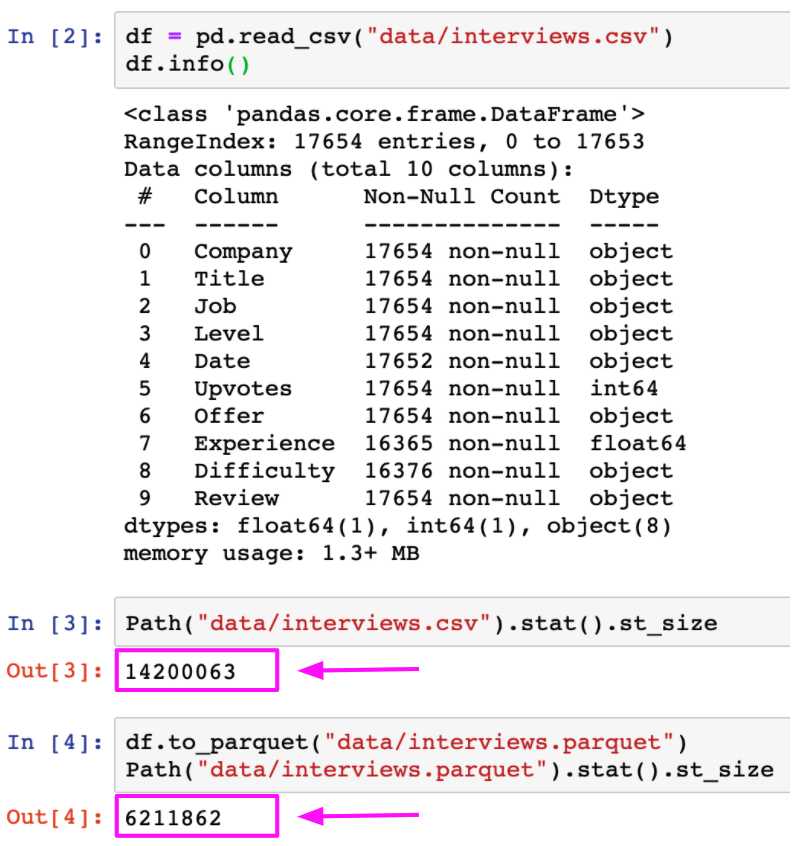 In [2]: df = pd.read_csv("data/interviews.csv")
df.info()
<class 'pandas.core.frame.DataFrame'>
RangeIndex: 17654 entries, 0 to 17653
Data columns (total 10 columns):
 #   Column      Non-Null Count  Dtype
---  ------      --------------  -----
 0   Company     17654 non-null  object
 1   Title       17654 non-null  object
 2   Job         17654 non-null  object
 3   Level       17654 non-null  object
 4   Date        17652 non-null  object
 5   Upvotes     17654 non-null  int64
 6   Offer       17654 non-null  object
 7   Experience  16365 non-null  float64
 8   Difficulty  16376 non-null  object
 9   Review      17654 non-null  object
dtypes: float64(1), int64(1), object(8)
memory usage: 1.3+ MB
In [3]: Path("data/interviews.csv").stat().st_size
Out[3]: 14200063
In [4]: df.to_parquet("data/interviews.parquet")
Path("data/interviews.parquet").stat().st_size
Out[4]: 6211862